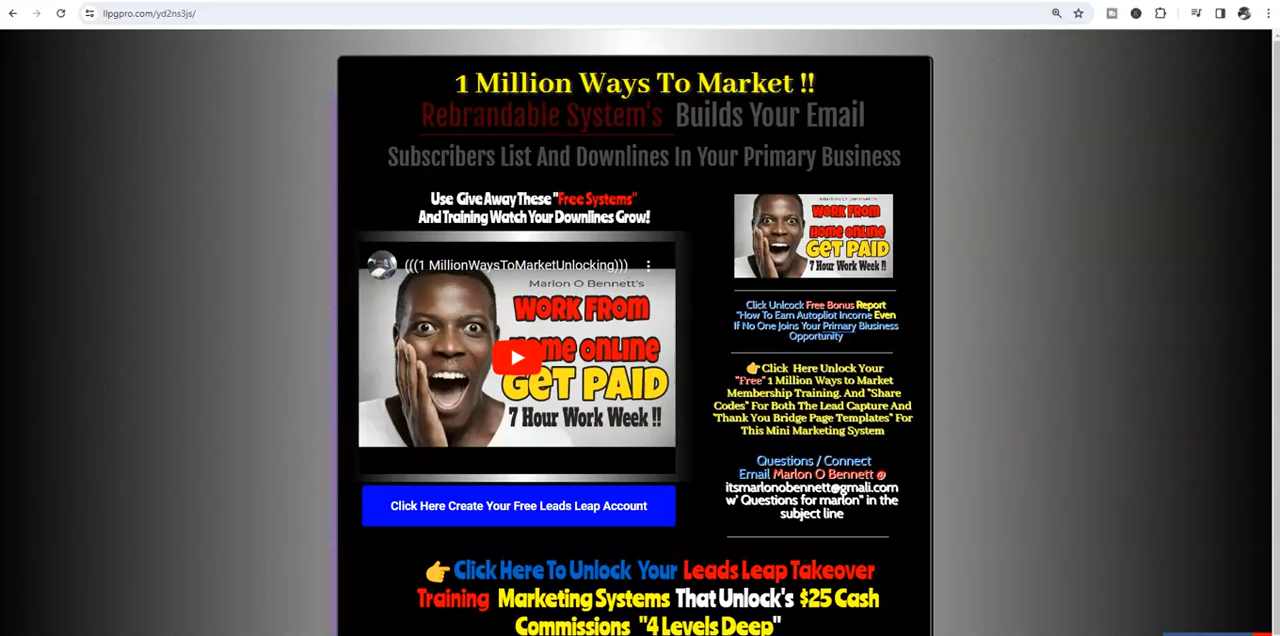 llpgpro.com/yd2ns3js/
1 Million Ways To Market !!
Rebrandable System's Builds Your Email
Subscribers List And Downlines In Your Primary Business
Use Give Away These "Free Systems"
And Training Watch Your Downlines Grow!
(((1 MillionWaysToMarketUnlocking)))
Marlon O Bennett's
WORK FROM
HOME ONLINE
GET PAID
7 Hour Work Week !!
Click Here Create Your Free Leads Leap Account
Marlon O Bennett's
WORK FROM
HOME ONLINE
GET PAID
7 Hour Work Week !!
Click Unlcock Free Bonus Report
"How To Earn Autopliot Income Even
If No One Joins Your Primary Biusiness
Opportunity
👉Click Here Unlock Your
"Free" 1 Million Ways to Market
Membership Training. And "Share
Codes" For Both The Lead Capture And
"Thank You Bridge Page Templates" For
This Mini Marketing System
Questions / Connect
Email Marlon O Bennett @
itsmarlonobennett@gmali.com
w' Questions for marlon" in the
subject line
👉Click Here To Unlock Your Leads Leap Takeover
Training Marketing Systems That Unlock's $25 Cash
Commissions "4 Levels Deep"